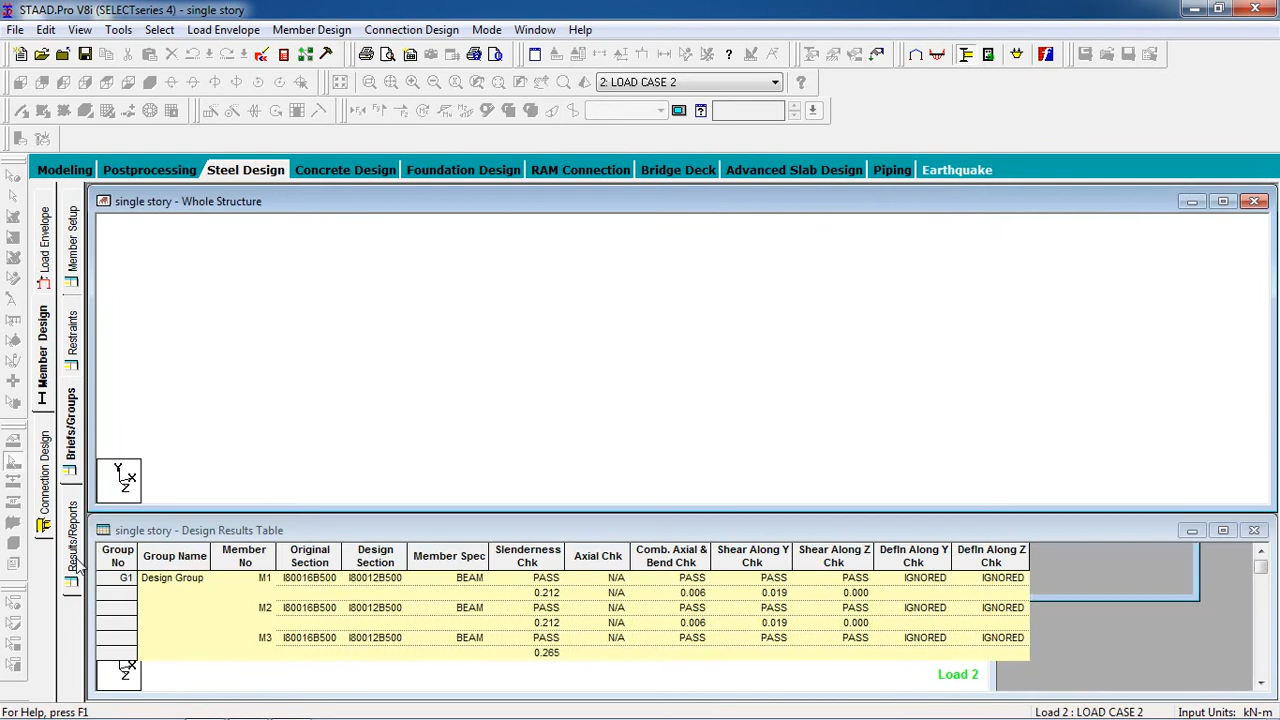 STAAD.Pro V8i (SELECTseries 4) - single story
File Edit View Tools Select Load Envelope Member Design Connection Design Mode Window Help
2: LOAD CASE 2
Modeling Postprocessing Steel Design Concrete Design Foundation Design RAM Connection Bridge Deck Advanced Slab Design Piping Earthquake
Load Envelope
Member Design
Connection Design
Member Setup
Restraints
Briefs/Groups
Results/Reports
single story - Whole Structure
Y
X
Z
single story - Design Results Table
Group No Group Name Member No Original Section Design Section Member Spec Slenderness Chk Axial Chk Comb. Axial & Bend Chk Shear Along Y Chk Shear Along Z Chk Defln Along Y Chk Defln Along Z Chk
G1 Design Group M1 I80016B500 I80012B500 BEAM PASS N/A PASS PASS PASS IGNORED IGNORED
0.212 N/A 0.006 0.019 0.000
M2 I80016B500 I80012B500 BEAM PASS N/A PASS PASS PASS IGNORED IGNORED
0.212 N/A 0.006 0.019 0.000
M3 I80016B500 I80012B500 BEAM PASS N/A PASS PASS PASS IGNORED IGNORED
0.265
X
Z
Load 2
For Help, press F1 Load 2 : LOAD CASE 2 Input Units: kN-m